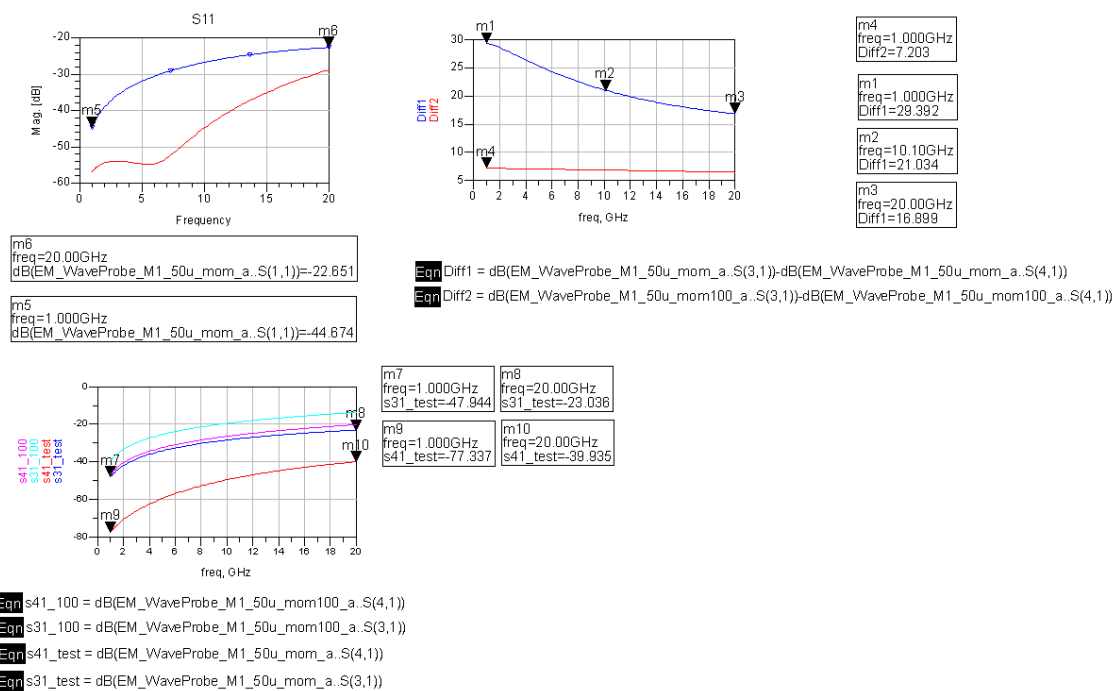 S11
m6
-20
-30
-40
-50
-60
m5
Mag. [dB]
0
5
10
15
20
Frequency
m6
freq=20.00GHz
dB(EM_WaveProbe_M1_50u_mom_a..S(1,1))=-22.651
m5
freq=1.000GHz
dB(EM_WaveProbe_M1_50u_mom_a..S(1,1))=-44.674
m1
m2
m3
m4
30
25
20
15
10
5
Diff1
Diff2
0 2 4 6 8 10 12 14 16 18 20
freq, GHz
m4
freq=1.000GHz
Diff2=7.203
m1
freq=1.000GHz
Diff1=29.392
m2
freq=10.10GHz
Diff1=21.034
m3
freq=20.00GHz
Diff1=16.899
Eqn Diff1 = dB(EM_WaveProbe_M1_50u_mom_a..S(3,1))-dB(EM_WaveProbe_M1_50u_mom_a..S(4,1))
Eqn Diff2 = dB(EM_WaveProbe_M1_50u_mom100_a..S(3,1))-dB(EM_WaveProbe_M1_50u_mom100_a..S(4,1))
0
-20
-40
-60
-80
m7
m8
m9
m10
s41_100
s31_100
s41_test
s31_test
0 2 4 6 8 10 12 14 16 18 20
freq, GHz
m7
freq=1.000GHz
s31_test=-47.944
m8
freq=20.00GHz
s31_test=-23.036
m9
freq=1.000GHz
s41_test=-77.337
m10
freq=20.00GHz
s41_test=-39.935
Eqn s41_100 = dB(EM_WaveProbe_M1_50u_mom100_a..S(4,1))
Eqn s31_100 = dB(EM_WaveProbe_M1_50u_mom100_a..S(3,1))
Eqn s41_test = dB(EM_WaveProbe_M1_50u_mom_a..S(4,1))
Eqn s31_test = dB(EM_WaveProbe_M1_50u_mom_a..S(3,1))